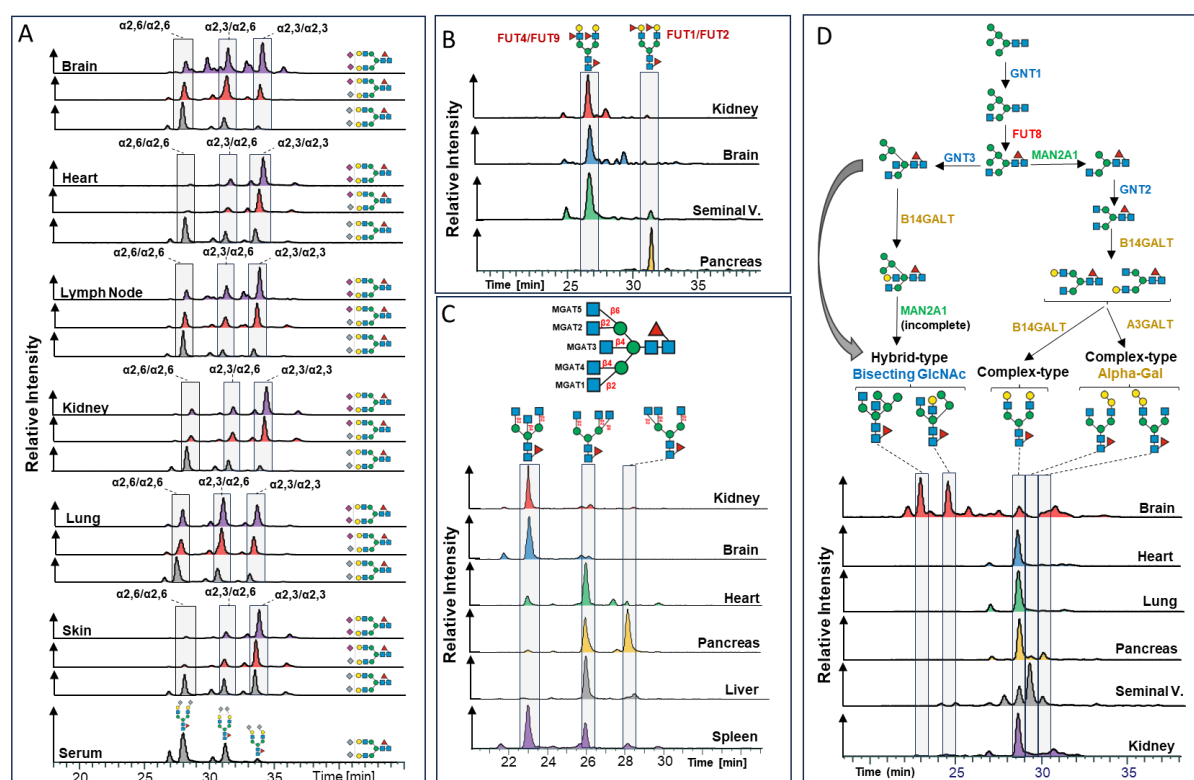 A
α2,6/α2,6 α2,3/α2,6 α2,3/α2,3
Brain
α2,6/α2,6 α2,3/α2,6 α2,3/α2,3
Heart
α2,6/α2,6 α2,3/α2,6 α2,3/α2,3
Lymph Node
α2,6/α2,6 α2,3/α2,6 α2,3/α2,3
Kidney
α2,6/α2,6 α2,3/α2,6 α2,3/α2,3
Lung
α2,6/α2,6 α2,3/α2,6 α2,3/α2,3
Skin
Serum
Relative Intensity
20 25 30 35 Time [min]
B
FUT4/FUT9 FUT1/FUT2
Kidney
Brain
Seminal V.
Pancreas
Relative Intensity
Time [min] 25 30 35
C
MGAT5 β6
MGAT2 β2
MGAT3 β4
MGAT4 β4
MGAT1 β2
Kidney
Brain
Heart
Pancreas
Liver
Spleen
Relative Intensity
22 24 26 28 30 Time [min]
D
GNT1
FUT8
GNT3 MAN2A1
GNT2
B14GALT
B14GALT
MAN2A1
(incomplete)
B14GALT A3GALT
Hybrid-type
Bisecting GlcNAc
Complex-type
Complex-type
Alpha-Gal
Brain
Heart
Lung
Pancreas
Seminal V.
Kidney
Relative Intensity
Time (min) 25 30 35